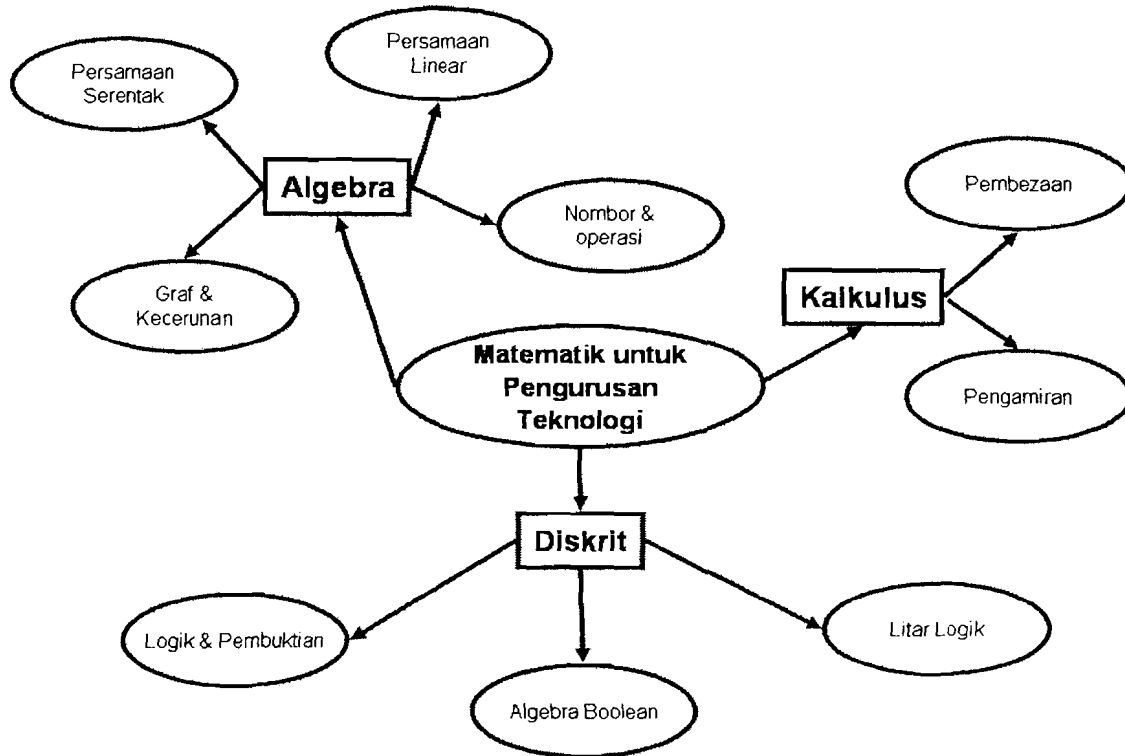 Persamaan
Linear
Persamaan
Serentak
Algebra
Nombor &
operasi
Graf &
Kecerunan
Pembezaan
Kalkulus
Pengamiran
Matematik untuk
Pengurusan
Teknologi
Diskrit
Logik & Pembuktian
Algebra Boolean
Litar Logik